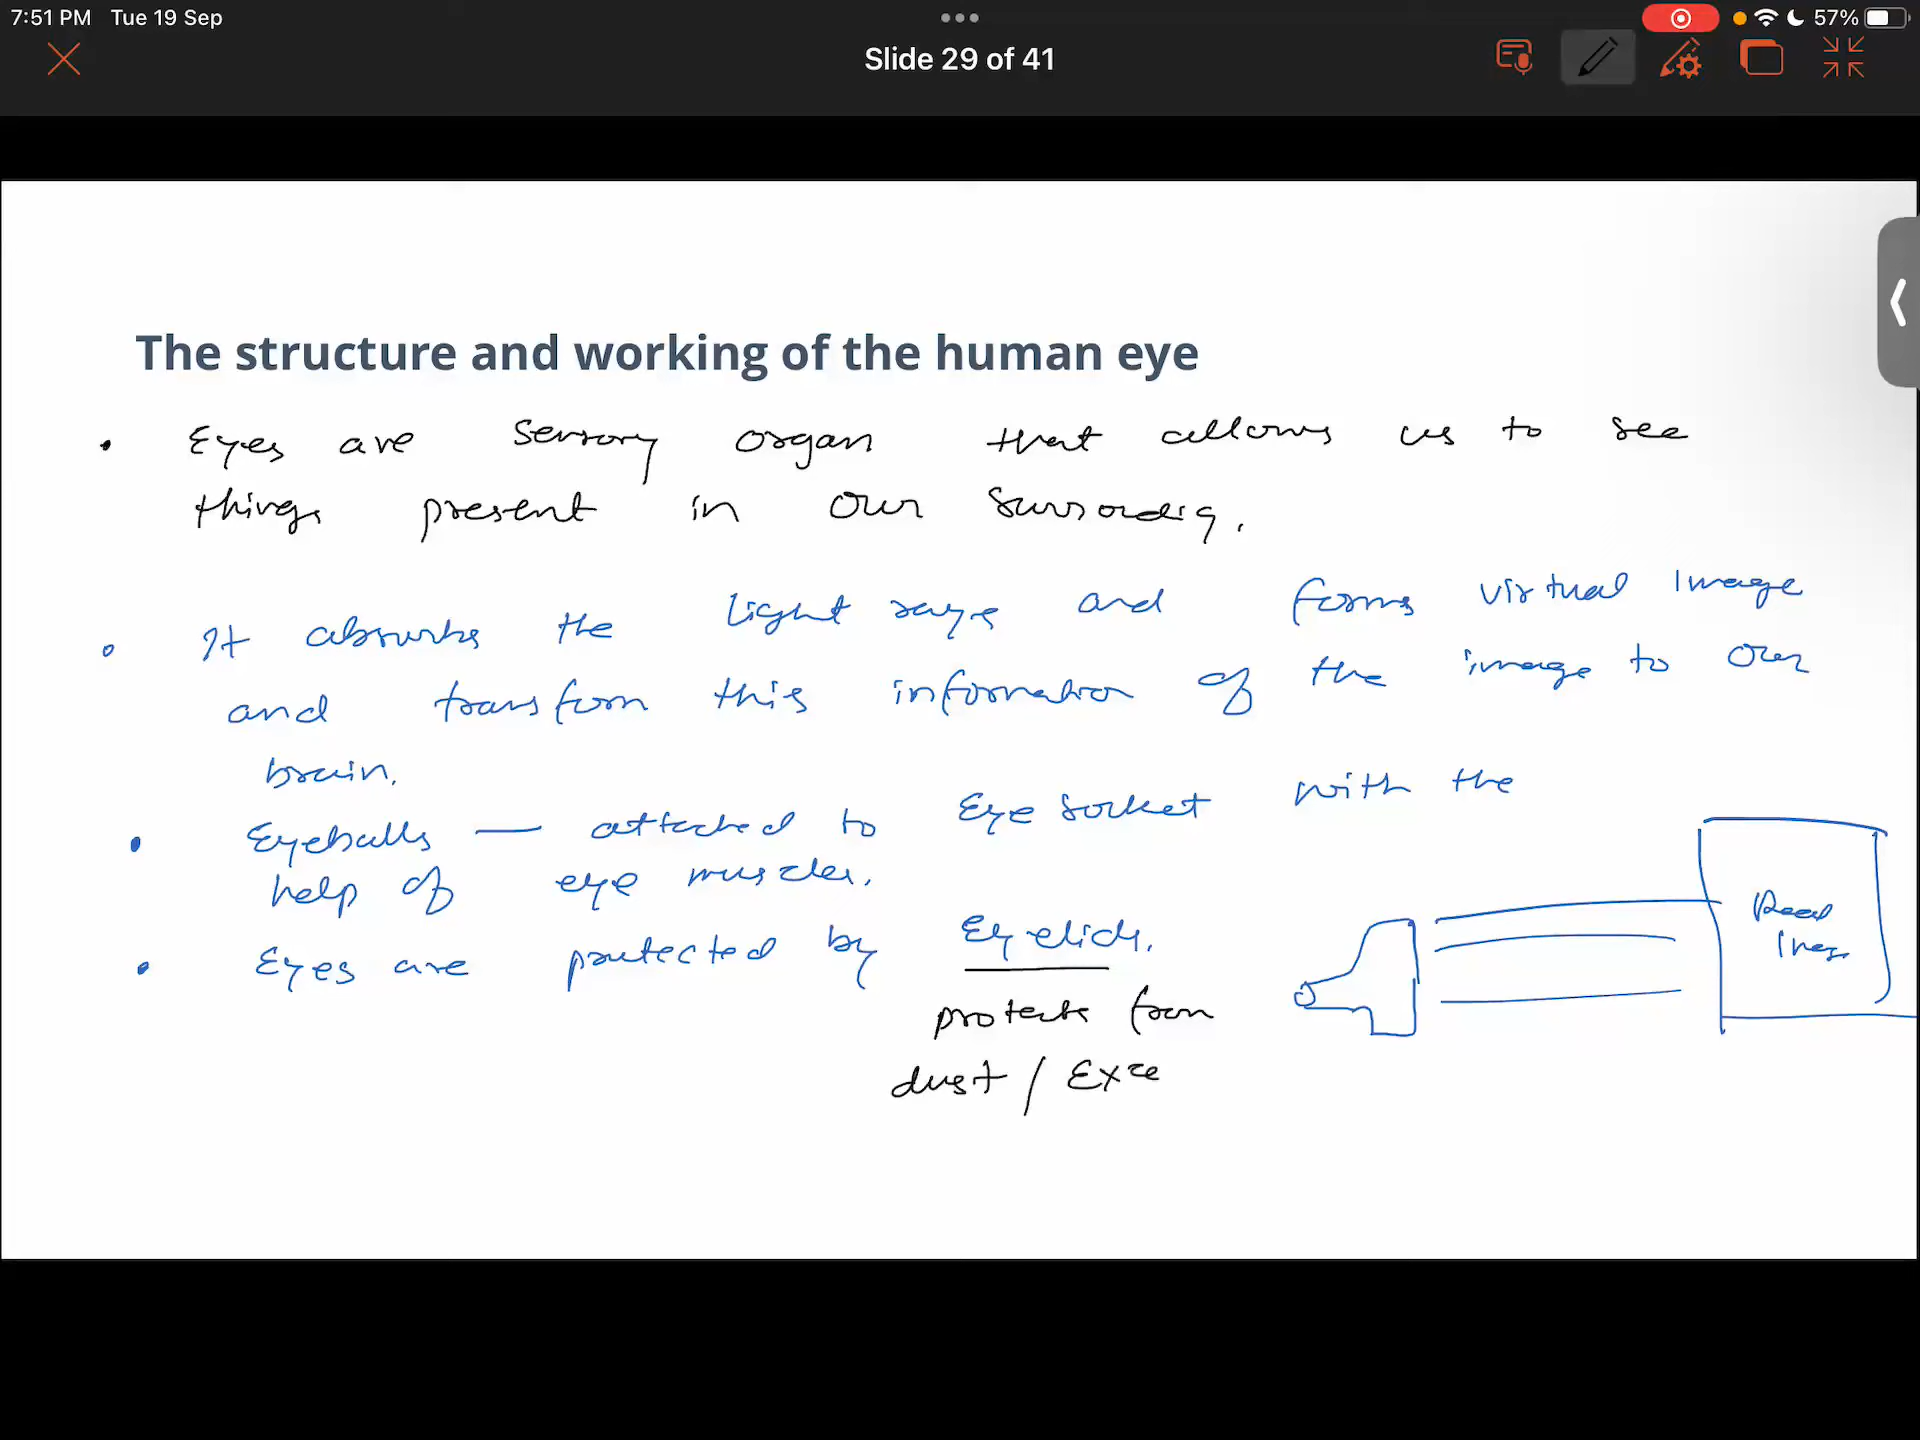 7:51 PM Tue 19 Sep
57%
Slide 29 of 41
The structure and working of the human eye
• Eyes are sensory organ that allows us to see
things present in our surrordig.
• It absorbs the light rays and forms virtual Image
and transform this information of the image to our
brain.
• Eyeballs — attached to Eye socket with the
help of eye muscles.
• Eyes are protected by Eyelids.
protects from
dust / Exce
Real